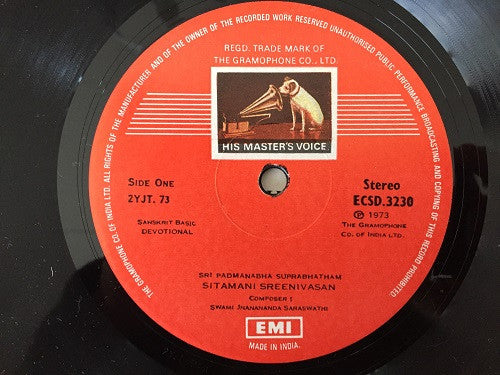 ALL RIGHTS OF THE MANUFACTURER AND OF THE OWNER OF THE RECORDED WORK RESERVED UNAUTHORISED PUBLIC PERFORMANCE BROADCASTING AND COPYING OF THIS RECORD PROHIBITED
THE GRAMOPHONE CO. OF INDIA LTD.
REGD. TRADE MARK OF
THE GRAMOPHONE CO., LTD.
HIS MASTER'S VOICE
SIDE ONE
2YJT. 73
SANSKRIT BASIC
DEVOTIONAL
Stereo
ECSD.3230
℗ 1973
THE GRAMOPHONE
CO. OF INDIA LTD.
SRI PADMANABHA SUPRABHATHAM
SITAMANI SREENIVASAN
COMPOSER :
SWAMI JNANANANDA SARASWATHI
EMI
MADE IN INDIA.